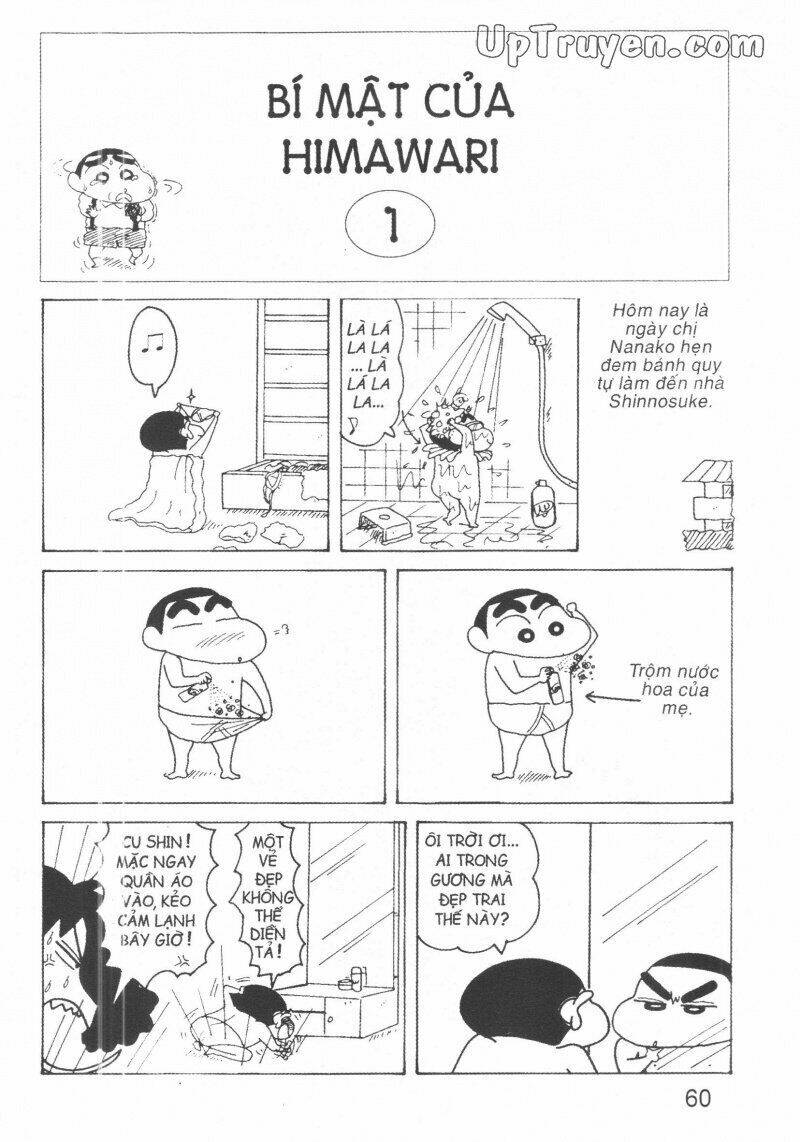 UpTruyen.com
BÍ MẬT CỦA
HIMAWARI
1
Hôm nay là
ngày chị
Nanako hẹn
đem bánh quy
tự làm đến nhà
Shinnosuke.
LÀ LÁ
LA LA
... LÀ
LÁ LA
LA...
Trộm nước
hoa của
mẹ.
ÔI TRỜI ƠI...
AI TRONG
GƯƠNG MÀ
ĐẸP TRAI
THẾ NÀY?
MỘT
VẺ
ĐẸP
KHÔNG
THỂ
DIỄN
TẢ!
CU SHIN!
MẶC NGAY
QUẦN ÁO
VÀO, KẺO
CẢM LẠNH
BÂY GIỜ!
60